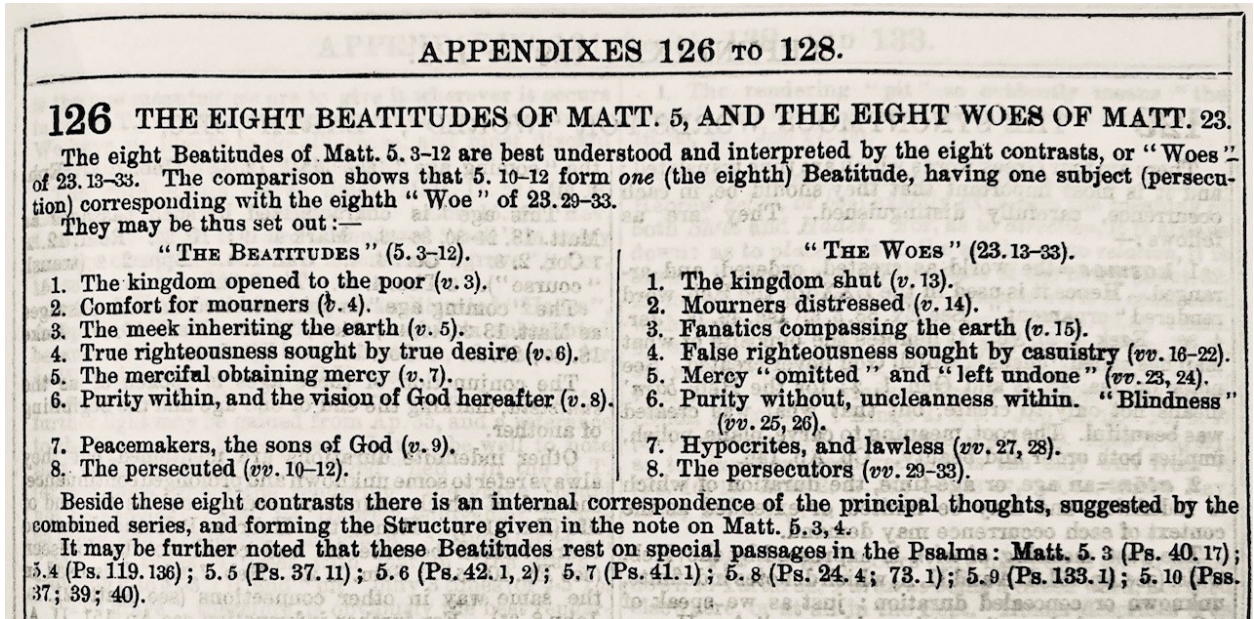 APPENDIXES 126 TO 128.
126 THE EIGHT BEATITUDES OF MATT. 5, AND THE EIGHT WOES OF MATT. 23.
The eight Beatitudes of Matt. 5. 3–12 are best understood and interpreted by the eight contrasts, or “Woes”
of 23. 13–33. The comparison shows that 5. 10–12 form one (the eighth) Beatitude, having one subject (persecu-
tion) corresponding with the eighth “Woe” of 23. 29–33.
They may be thus set out:—
“THE BEATITUDES” (5. 3–12).
1. The kingdom opened to the poor (v. 3).
2. Comfort for mourners (v. 4).
3. The meek inheriting the earth (v. 5).
4. True righteousness sought by true desire (v. 6).
5. The merciful obtaining mercy (v. 7).
6. Purity within, and the vision of God hereafter (v. 8).
7. Peacemakers, the sons of God (v. 9).
8. The persecuted (vv. 10–12).
“THE WOES” (23. 13–33).
1. The kingdom shut (v. 13).
2. Mourners distressed (v. 14).
3. Fanatics compassing the earth (v. 15).
4. False righteousness sought by casuistry (vv. 16–22).
5. Mercy “omitted” and “left undone” (vv. 23, 24).
6. Purity without, uncleanness within. “Blindness”
(vv. 25, 26).
7. Hypocrites, and lawless (vv. 27, 28).
8. The persecutors (vv. 29–33).
Beside these eight contrasts there is an internal correspondence of the principal thoughts, suggested by the
combined series, and forming the Structure given in the note on Matt. 5. 3, 4.
It may be further noted that these Beatitudes rest on special passages in the Psalms: Matt. 5. 3 (Ps. 40. 17);
5. 4 (Ps. 119. 136); 5. 5 (Ps. 37. 11); 5. 6 (Ps. 42. 1, 2); 5. 7 (Ps. 41. 1); 5. 8 (Ps. 24. 4; 73. 1); 5. 9 (Ps. 133. 1); 5. 10 (Pss.
37; 39; 40).